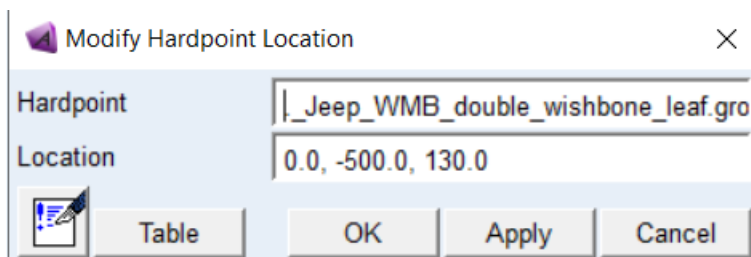 Modify Hardpoint Location
Hardpoint ._Jeep_WMB_double_wishbone_leaf.gro
Location 0.0, -500.0, 130.0
Table OK Apply Cancel